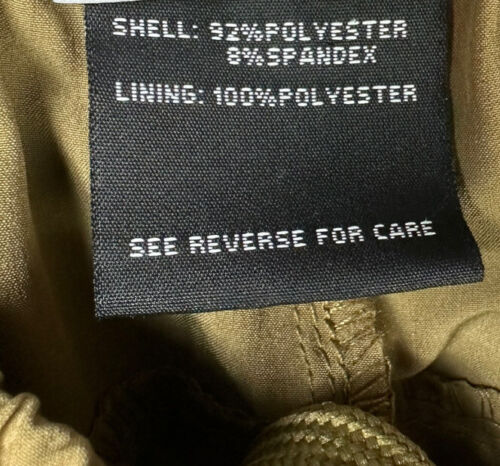 SHELL: 92%POLYESTER
8%SPANDEX
LINING: 100%POLYESTER
SEE REVERSE FOR CARE